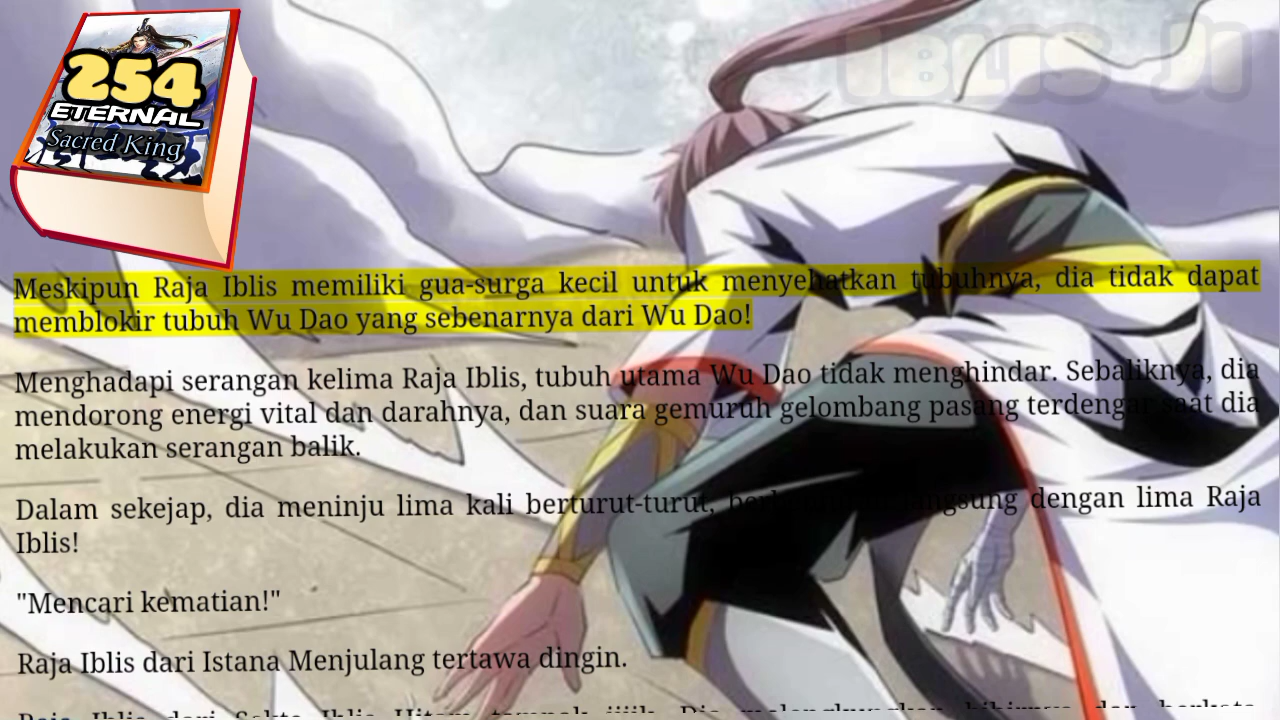 IBLIS JI
254
ETERNAL
Sacred King
Meskipun Raja Iblis memiliki gua-surga kecil untuk menyehatkan tubuhnya, dia tidak dapat
memblokir tubuh Wu Dao yang sebenarnya dari Wu Dao!
Menghadapi serangan kelima Raja Iblis, tubuh utama Wu Dao tidak menghindar. Sebaliknya, dia
mendorong energi vital dan darahnya, dan suara gemuruh gelombang pasang terdengar saat dia
melakukan serangan balik.
Dalam sekejap, dia meninju lima kali berturut-turut, dengan lima Raja
Iblis!
"Mencari kematian!"
Raja Iblis dari Istana Menjulang tertawa dingin.